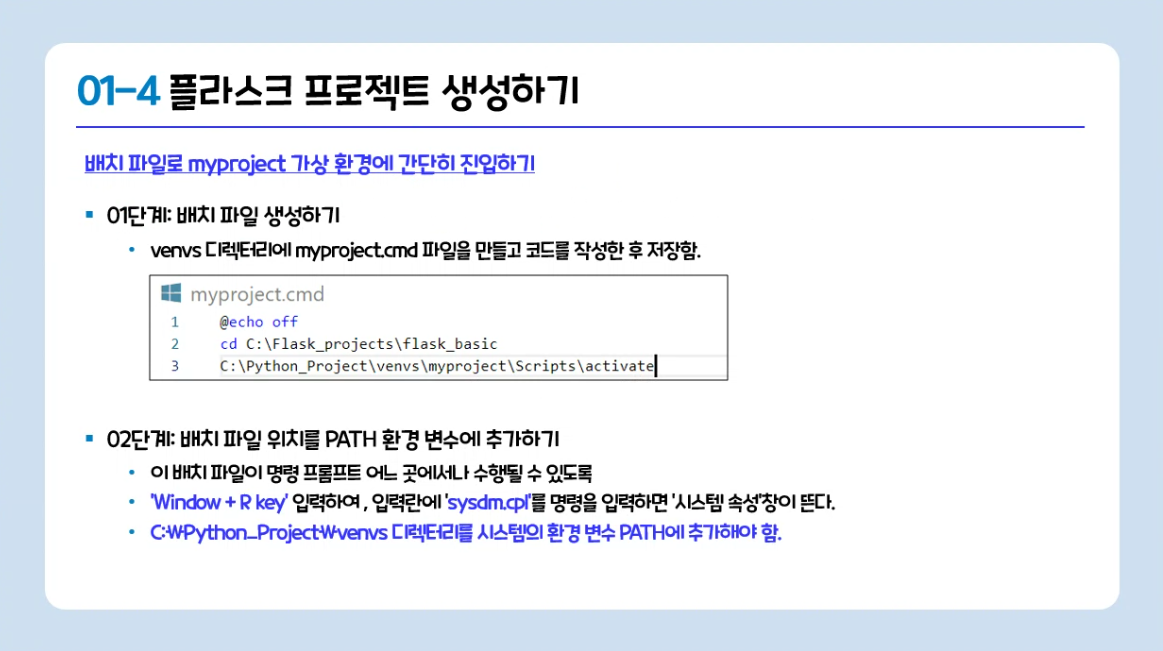 01-4 플라스크 프로젝트 생성하기
배치 파일로 myproject 가상 환경에 간단히 진입하기
▪ 01단계: 배치 파일 생성하기
• venvs 디렉터리에 myproject.cmd 파일을 만들고 코드를 작성한 후 저장함.
myproject.cmd
1 @echo off
2 cd C:\Flask_projects\flask_basic
3 C:\Python_Project\venvs\myproject\Scripts\activate
▪ 02단계: 배치 파일 위치를 PATH 환경 변수에 추가하기
• 이 배치 파일이 명령 프롬프트 어느 곳에서나 수행될 수 있도록
• 'Window + R key' 입력하여 , 입력란에 'sysdm.cpl'를 명령을 입력하면 '시스템 속성'창이 뜬다.
• C:₩Python_Project₩venvs 디렉터리를 시스템의 환경 변수 PATH에 추가해야 함.